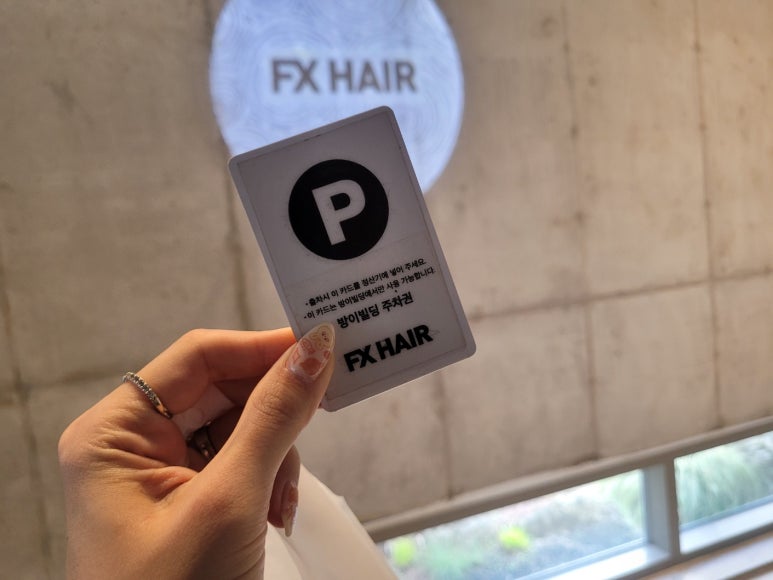 FX HAIR
P
• 출차시 이 카드를 정산기에 넣어 주세요.
• 이 카드는 방이빌딩에서만 사용 가능합니다.
방이빌딩 주차권
FX HAIR